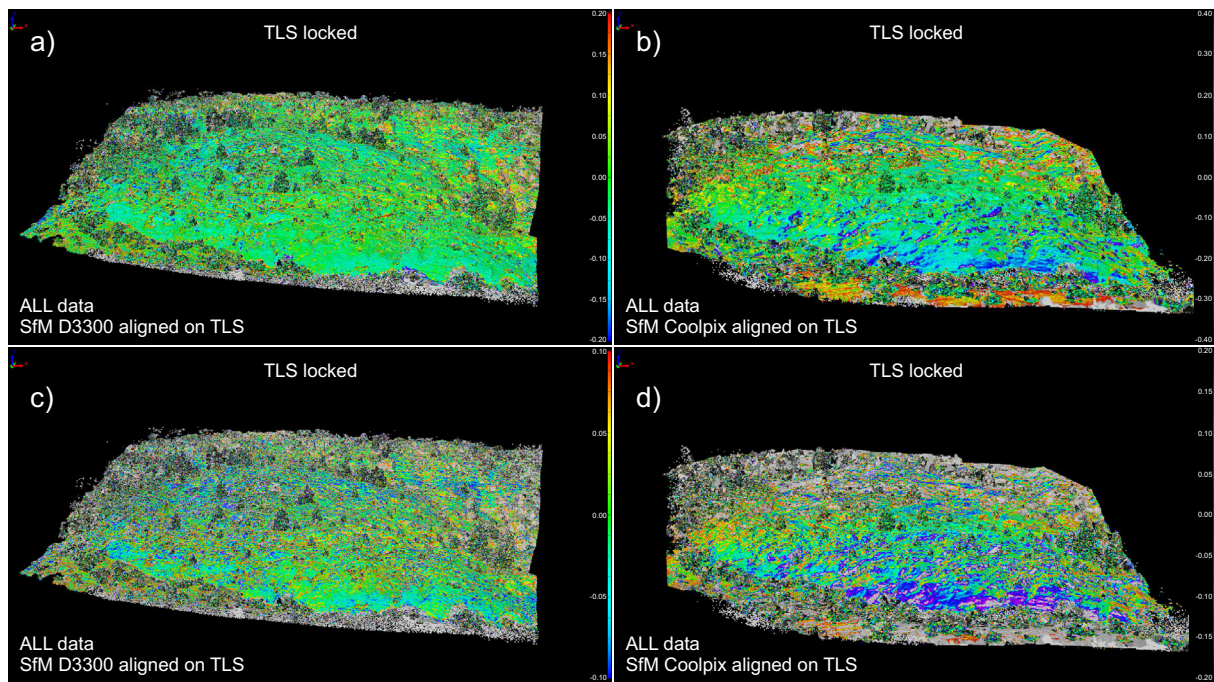 a)
TLS locked
0.20
0.15
0.10
0.05
0.00
-0.05
-0.10
-0.15
-0.20
ALL data
SfM D3300 aligned on TLS
b)
TLS locked
0.40
0.30
0.20
0.10
0.00
-0.10
-0.20
-0.30
-0.40
ALL data
SfM Coolpix aligned on TLS
c)
TLS locked
0.10
0.05
0.00
-0.05
-0.10
ALL data
SfM D3300 aligned on TLS
d)
TLS locked
0.20
0.15
0.10
0.05
0.00
-0.05
-0.10
-0.15
-0.20
ALL data
SfM Coolpix aligned on TLS